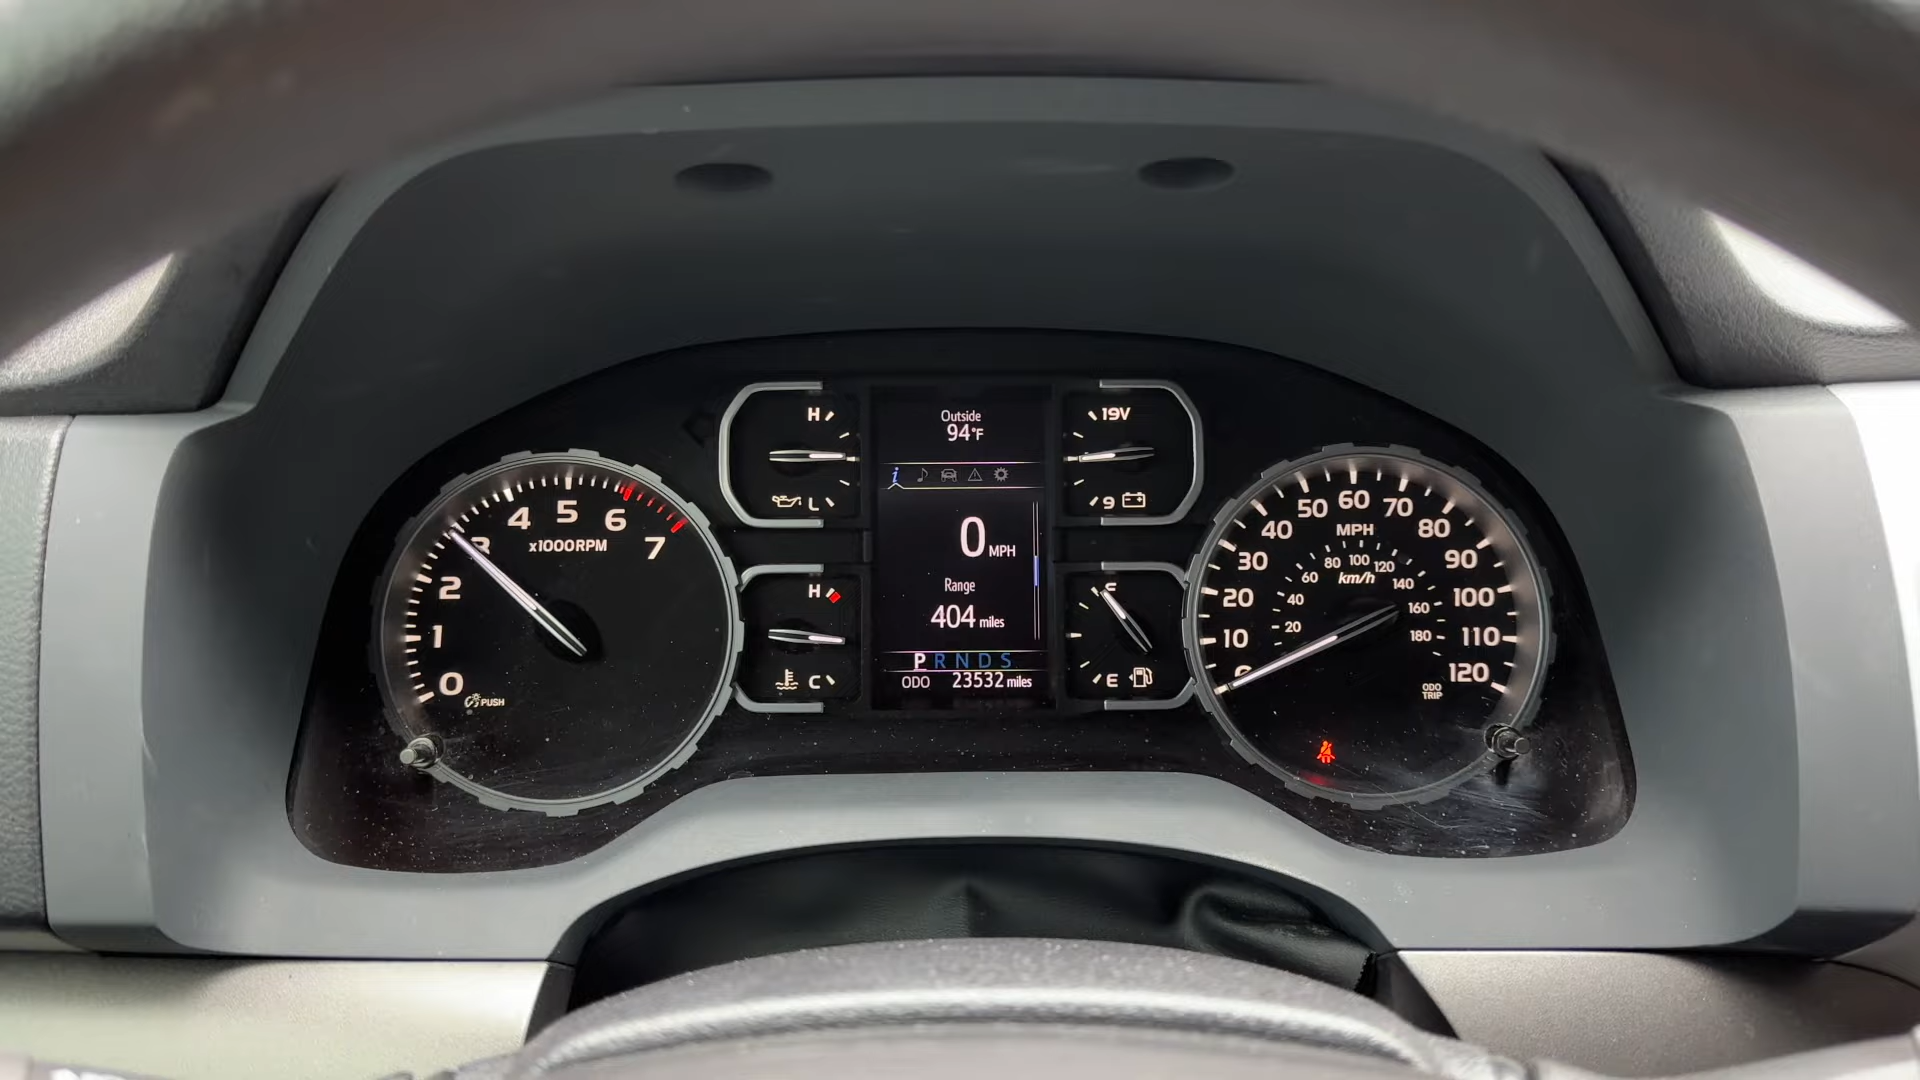 0
1
2
3
4
5
6
7
x1000RPM
PUSH
H
L
H
C
Outside
94°F
i
0 MPH
Range
404 miles
P R N D S
ODO 23532 miles
19V
9
F
E
0
10
20
30
40
50
60
70
80
90
100
110
120
MPH
20
40
60
80
100
120
140
160
180
km/h
ODO
TRIP